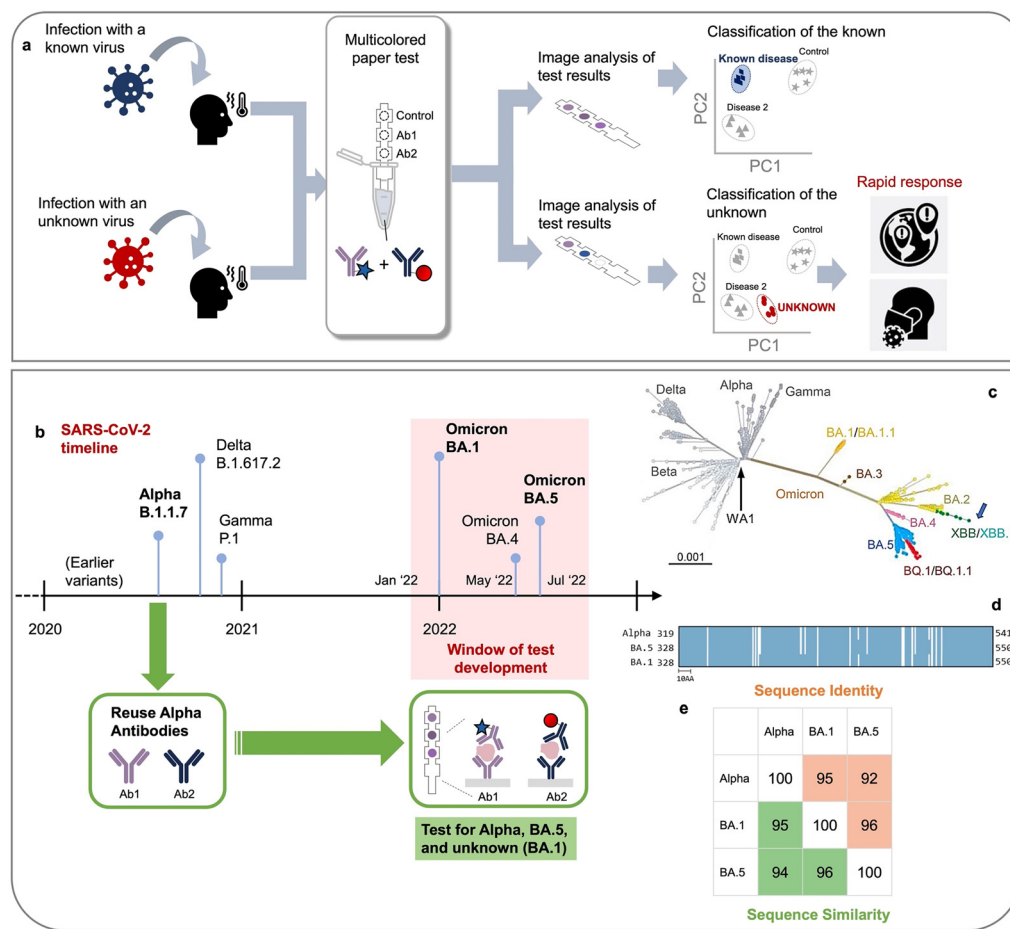 a
Infection with a
known virus
Infection with an
unknown virus
Multicolored
paper test
Control
Ab1
Ab2
+
Image analysis of
test results
Classification of the known
Known disease
Control
Disease 2
PC2
PC1
Image analysis of
test results
Classification of the
unknown
Known disease
Control
Disease 2
UNKNOWN
PC2
PC1
Rapid response
b
SARS-CoV-2
timeline
(Earlier
variants)
Alpha
B.1.1.7
Delta
B.1.617.2
Gamma
P.1
Omicron
BA.1
Omicron
BA.4
Omicron
BA.5
Jan '22
May '22
Jul '22
2020
2021
2022
Window of test
development
Reuse Alpha
Antibodies
Ab1
Ab2
Ab1
Ab2
Test for Alpha, BA.5,
and unknown (BA.1)
c
Delta
Alpha
Gamma
Beta
WA1
Omicron
BA.1/BA.1.1
BA.3
BA.2
BA.4
XBB/XBB.
BA.5
BQ.1/BQ.1.1
0.001
d
Alpha 319 541
BA.5 328 550
BA.1 328 550
10AA
Sequence Identity
e
Alpha BA.1 BA.5
Alpha 100 95 92
BA.1 95 100 96
BA.5 94 96 100
Sequence Similarity